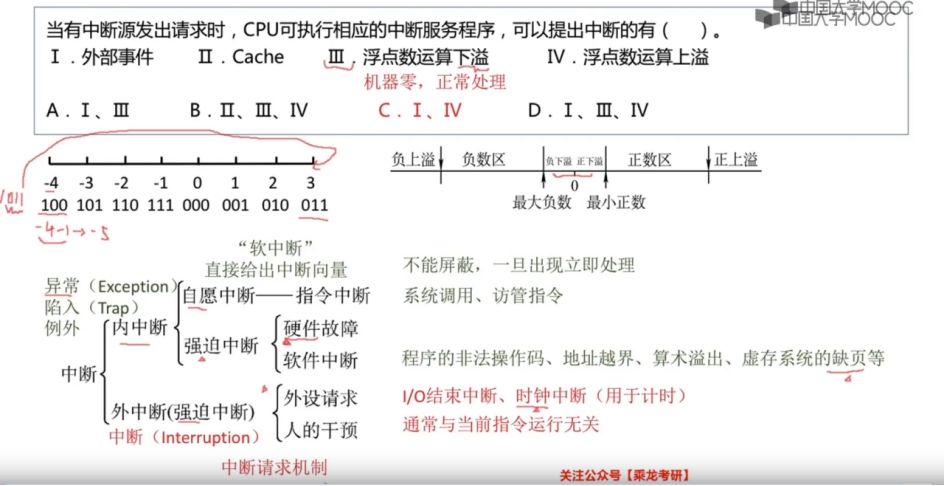 中国大学MOOC
中国大学MOOC
当有中断源发出请求时，CPU可执行相应的中断服务程序，可以提出中断的有（　　）。
Ⅰ．外部事件　Ⅱ．Cache　Ⅲ．浮点数运算下溢　Ⅳ．浮点数运算上溢
机器零，正常处理
A．Ⅰ、Ⅲ　B．Ⅱ、Ⅲ、Ⅳ　C．Ⅰ、Ⅳ　D．Ⅰ、Ⅲ、Ⅳ
负上溢　负数区　负下溢　正下溢　正数区　正上溢
0
最大负数　最小正数
-4 -3 -2 -1 0 1 2 3
1011
100 101 110 111 000 001 010 011
-4-1→-5
“软中断”
直接给出中断向量
不能屏蔽，一旦出现立即处理
异常（Exception）
自愿中断——指令中断
系统调用、访管指令
陷入（Trap）
例外
内中断
硬件故障
强迫中断
软件中断
程序的非法操作码、地址越界、算术溢出、虚存系统的缺页等
中断
外设请求
I/O结束中断、时钟中断（用于计时）
外中断(强迫中断)
人的干预
通常与当前指令运行无关
中断（Interruption）
中断请求机制
关注公众号【乘龙考研】